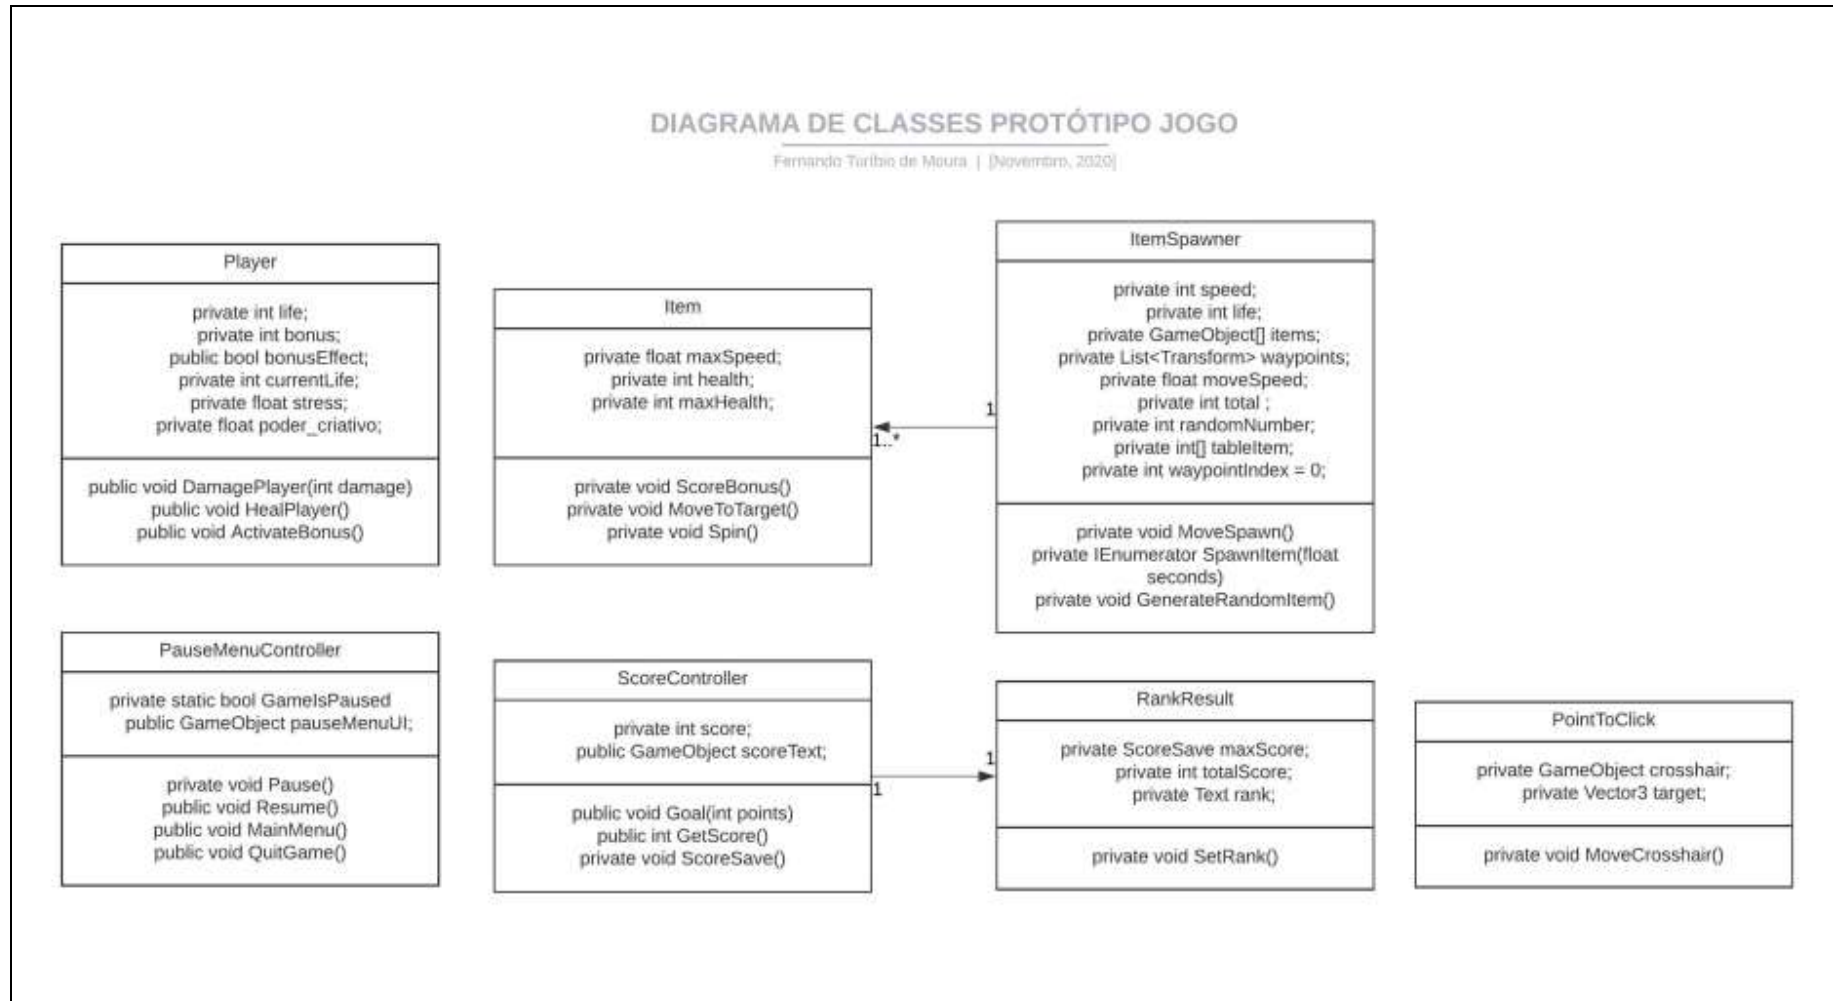 DIAGRAMA DE CLASSES PROTÓTIPO JOGO
Fernando Turíbio de Moura | [Novembro, 2020]
Player
private int life;
private int bonus;
public bool bonusEffect;
private int currentLife;
private float stress;
private float poder_criativo;
public void DamagePlayer(int damage)
public void HealPlayer()
public void ActivateBonus()
Item
private float maxSpeed;
private int health;
private int maxHealth;
private void ScoreBonus()
private void MoveToTarget()
private void Spin()
1..*
1
ItemSpawner
private int speed;
private int life;
private GameObject[] items;
private List<Transform> waypoints;
private float moveSpeed;
private int total ;
private int randomNumber;
private int[] tableItem;
private int waypointIndex = 0;
private void MoveSpawn()
private IEnumerator SpawnItem(float
seconds)
private void GenerateRandomItem()
PauseMenuController
private static bool GameIsPaused
public GameObject pauseMenuUI;
private void Pause()
public void Resume()
public void MainMenu()
public void QuitGame()
ScoreController
private int score;
public GameObject scoreText;
public void Goal(int points)
public int GetScore()
private void ScoreSave()
1
1
RankResult
private ScoreSave maxScore;
private int totalScore;
private Text rank;
private void SetRank()
PointToClick
private GameObject crosshair;
private Vector3 target;
private void MoveCrosshair()